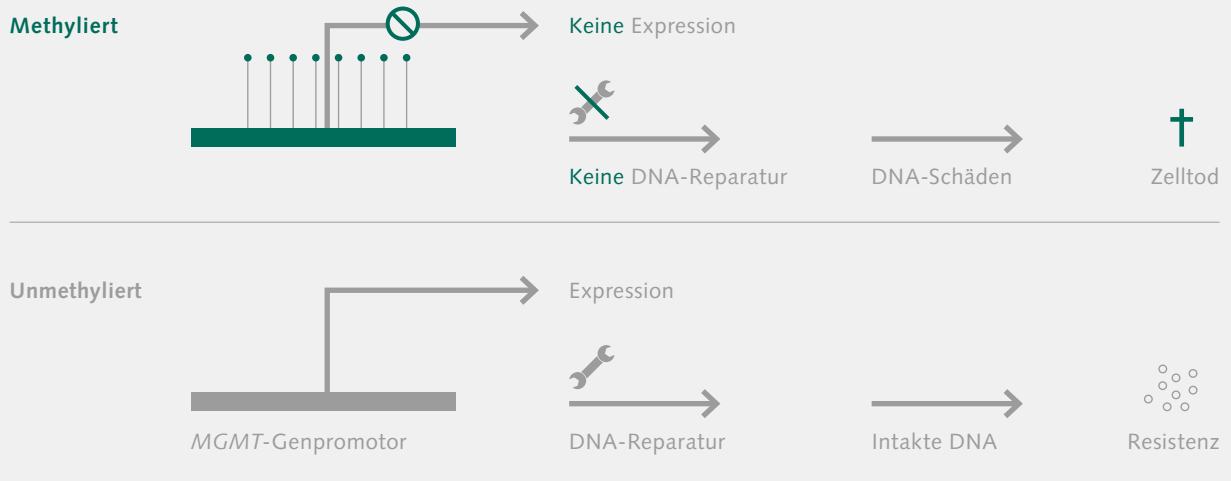 Methyliert
Keine Expression
Keine DNA-Reparatur
DNA-Schäden
Zelltod
Unmethyliert
Expression
MGMT-Genpromotor
DNA-Reparatur
Intakte DNA
Resistenz